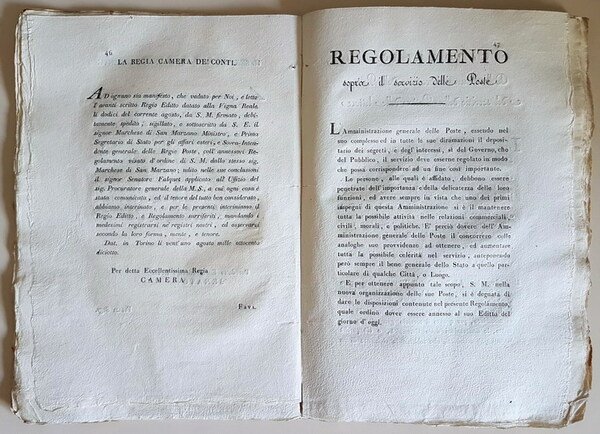 46
LA REGIA CAMERA DE'CONTI.
AD ognuno sia manifesto, che veduto per Noi, e letto
l'avanti scritto Regio Editto datato alla Vigna Reale
li dodici del corrente agosto, da S. M. firmato, debi-
tamente spedito, sigillato, e sottoscritto da S. E. il
signor Marchese di San Marzano Ministro, e Primo
Segretario di Stato per gli affari esteri, e Sovra-Inten-
dente generale delle Regie Poste, coll'annessovi Re-
golamento visato d'ordine di S. M. dallo stesso sig.
Marchese di San Marzano; udito nelle sue conclusioni
il signor Senatore Falquet applicato all'Uffizio del
sig. Procuratore generale della M. S., a cui ogni cosa è
stata comunicata, ed il tenore del tutto ben considerato,
abbiamo interinato, e per le presenti interiniamo il
Regio Editto, e Regolamento surriferiti, mandando i
medesimi registrarsi ne' registri nostri, ed osservarsi
secondo la loro forma, mente, e tenore.
Dat. in Torino li vent'uno agosto mille ottocento
diciotto.
Per detta Eccellentissima Regia
CAMERA
FAVA.
47
REGOLAMENTO
sopra il servizio delle Poste
L'Amministrazione generale delle Poste, essendo nel
suo complesso ed in tutte le sue diramazioni il deposi-
tario dei segreti, e degl'interessi, sì del Governo, che
del Pubblico, il servizio deve esserne regolato in modo
che possa corrispondere ad un fine così importante.
Le persone, alle quali è affidato, debbono essere
penetrate dell'importanza e della delicatezza delle loro
funzioni, ed avere sempre in vista che uno dei primi
impegni di questa Amministrazione si è il mantenere
tutta la possibile attività nelle relazioni commerciali,
civili, morali, e politiche. E' perciò dovere dell'Am-
ministrazione generale delle Poste il concorrere colle
analoghe sue provvidenze ad ottenere, ed aumentare
tutta la possibile celerità nel servizio, anteponendo
però sempre il bene generale dello Stato a quello par-
ticolare di qualche Città, o Luogo.
E per ottenere appunto tale scopo, S. M. nella
nuova organizzazione delle sue Poste, si è degnata di
dare le disposizioni contenute nel presente Regolamento,
quale ordino dover essere annesso al suo Editto del
giorno d'oggi.